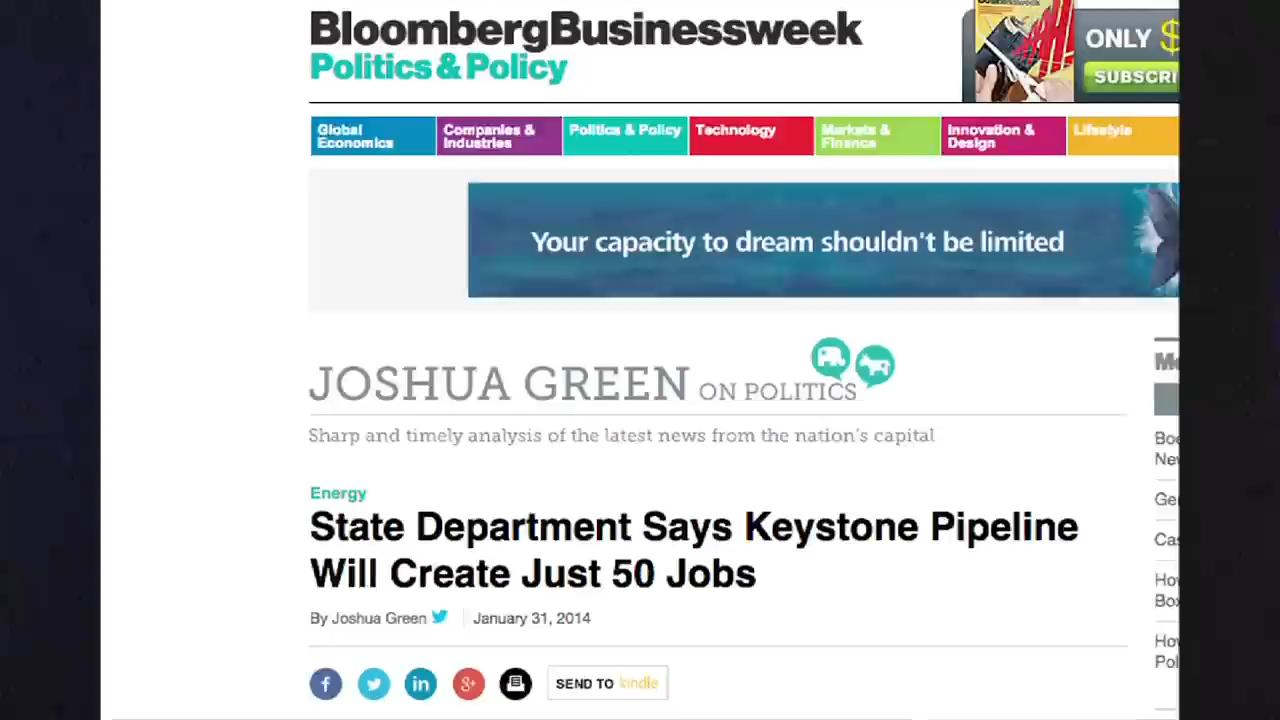 BloombergBusinessweek
Politics & Policy
ONLY $
SUBSCRI
Global Economics
Companies & Industries
Politics & Policy
Technology
Markets & Finance
Innovation & Design
Lifestyle
Your capacity to dream shouldn't be limited
JOSHUA GREEN ON POLITICS
Sharp and timely analysis of the latest news from the nation's capital
Energy
State Department Says Keystone Pipeline
Will Create Just 50 Jobs
By Joshua Green
January 31, 2014
SEND TO kindle